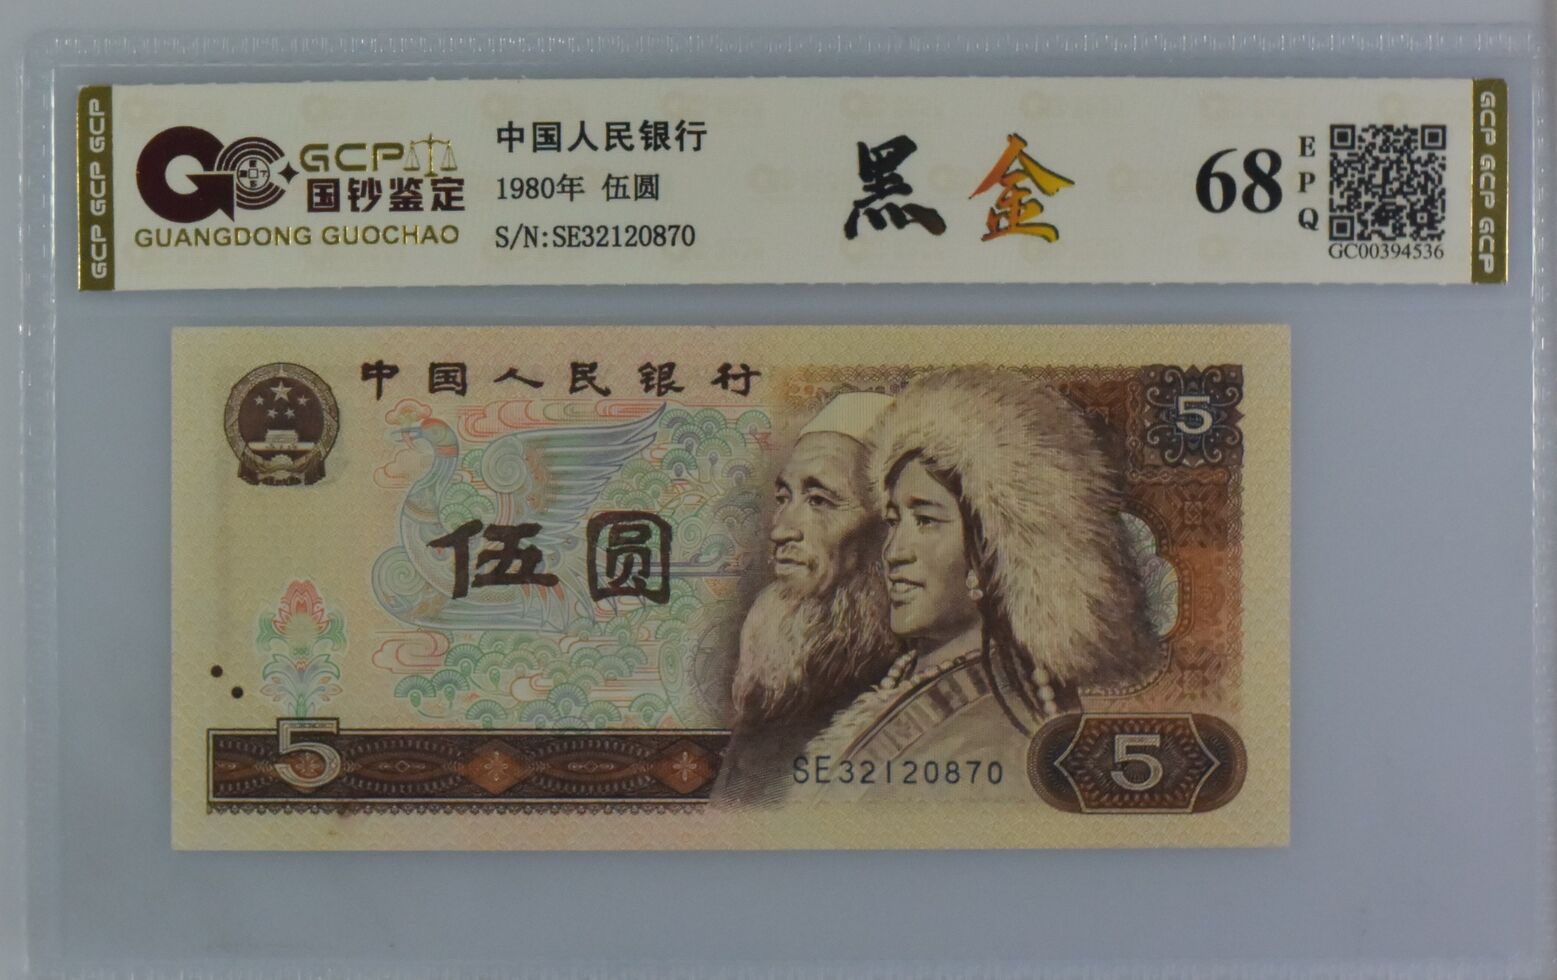 GCP GCP GCP
GCP
国钞鉴定
GUANGDONG GUOCHAO
中国人民银行
1980年 伍圆
S/N:SE32120870
黑金
68
EPQ
GC00394536
GCP GCP GCP
中国人民银行
5
伍圆
5
SE32120870
5